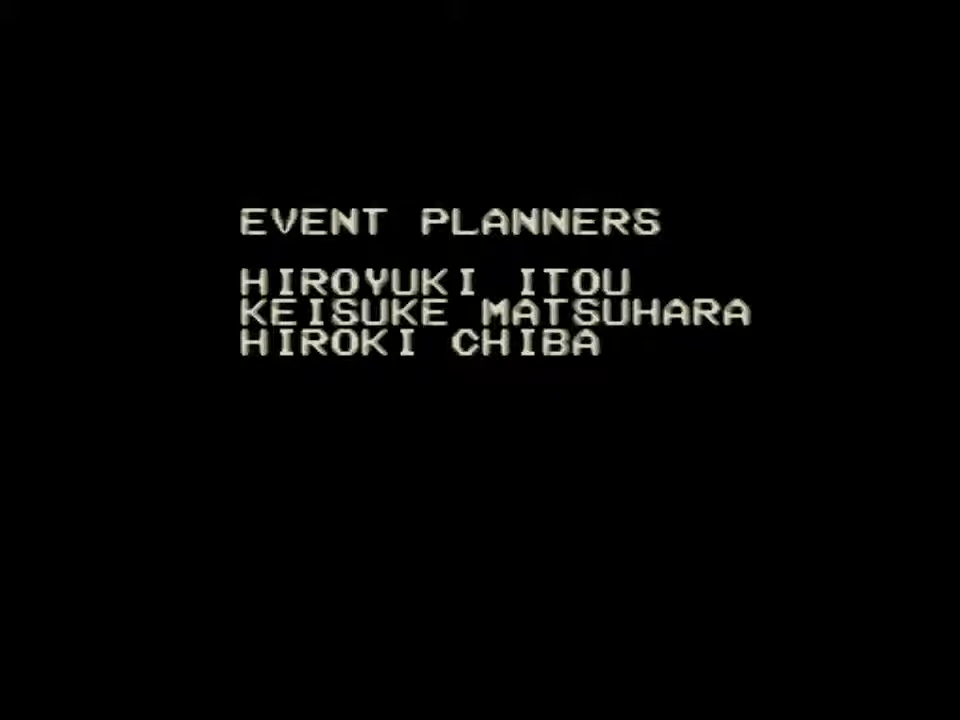 EVENT PLANNERS
HIROYUKI ITOU
KEISUKE MATSUHARA
HIROKI CHIBA